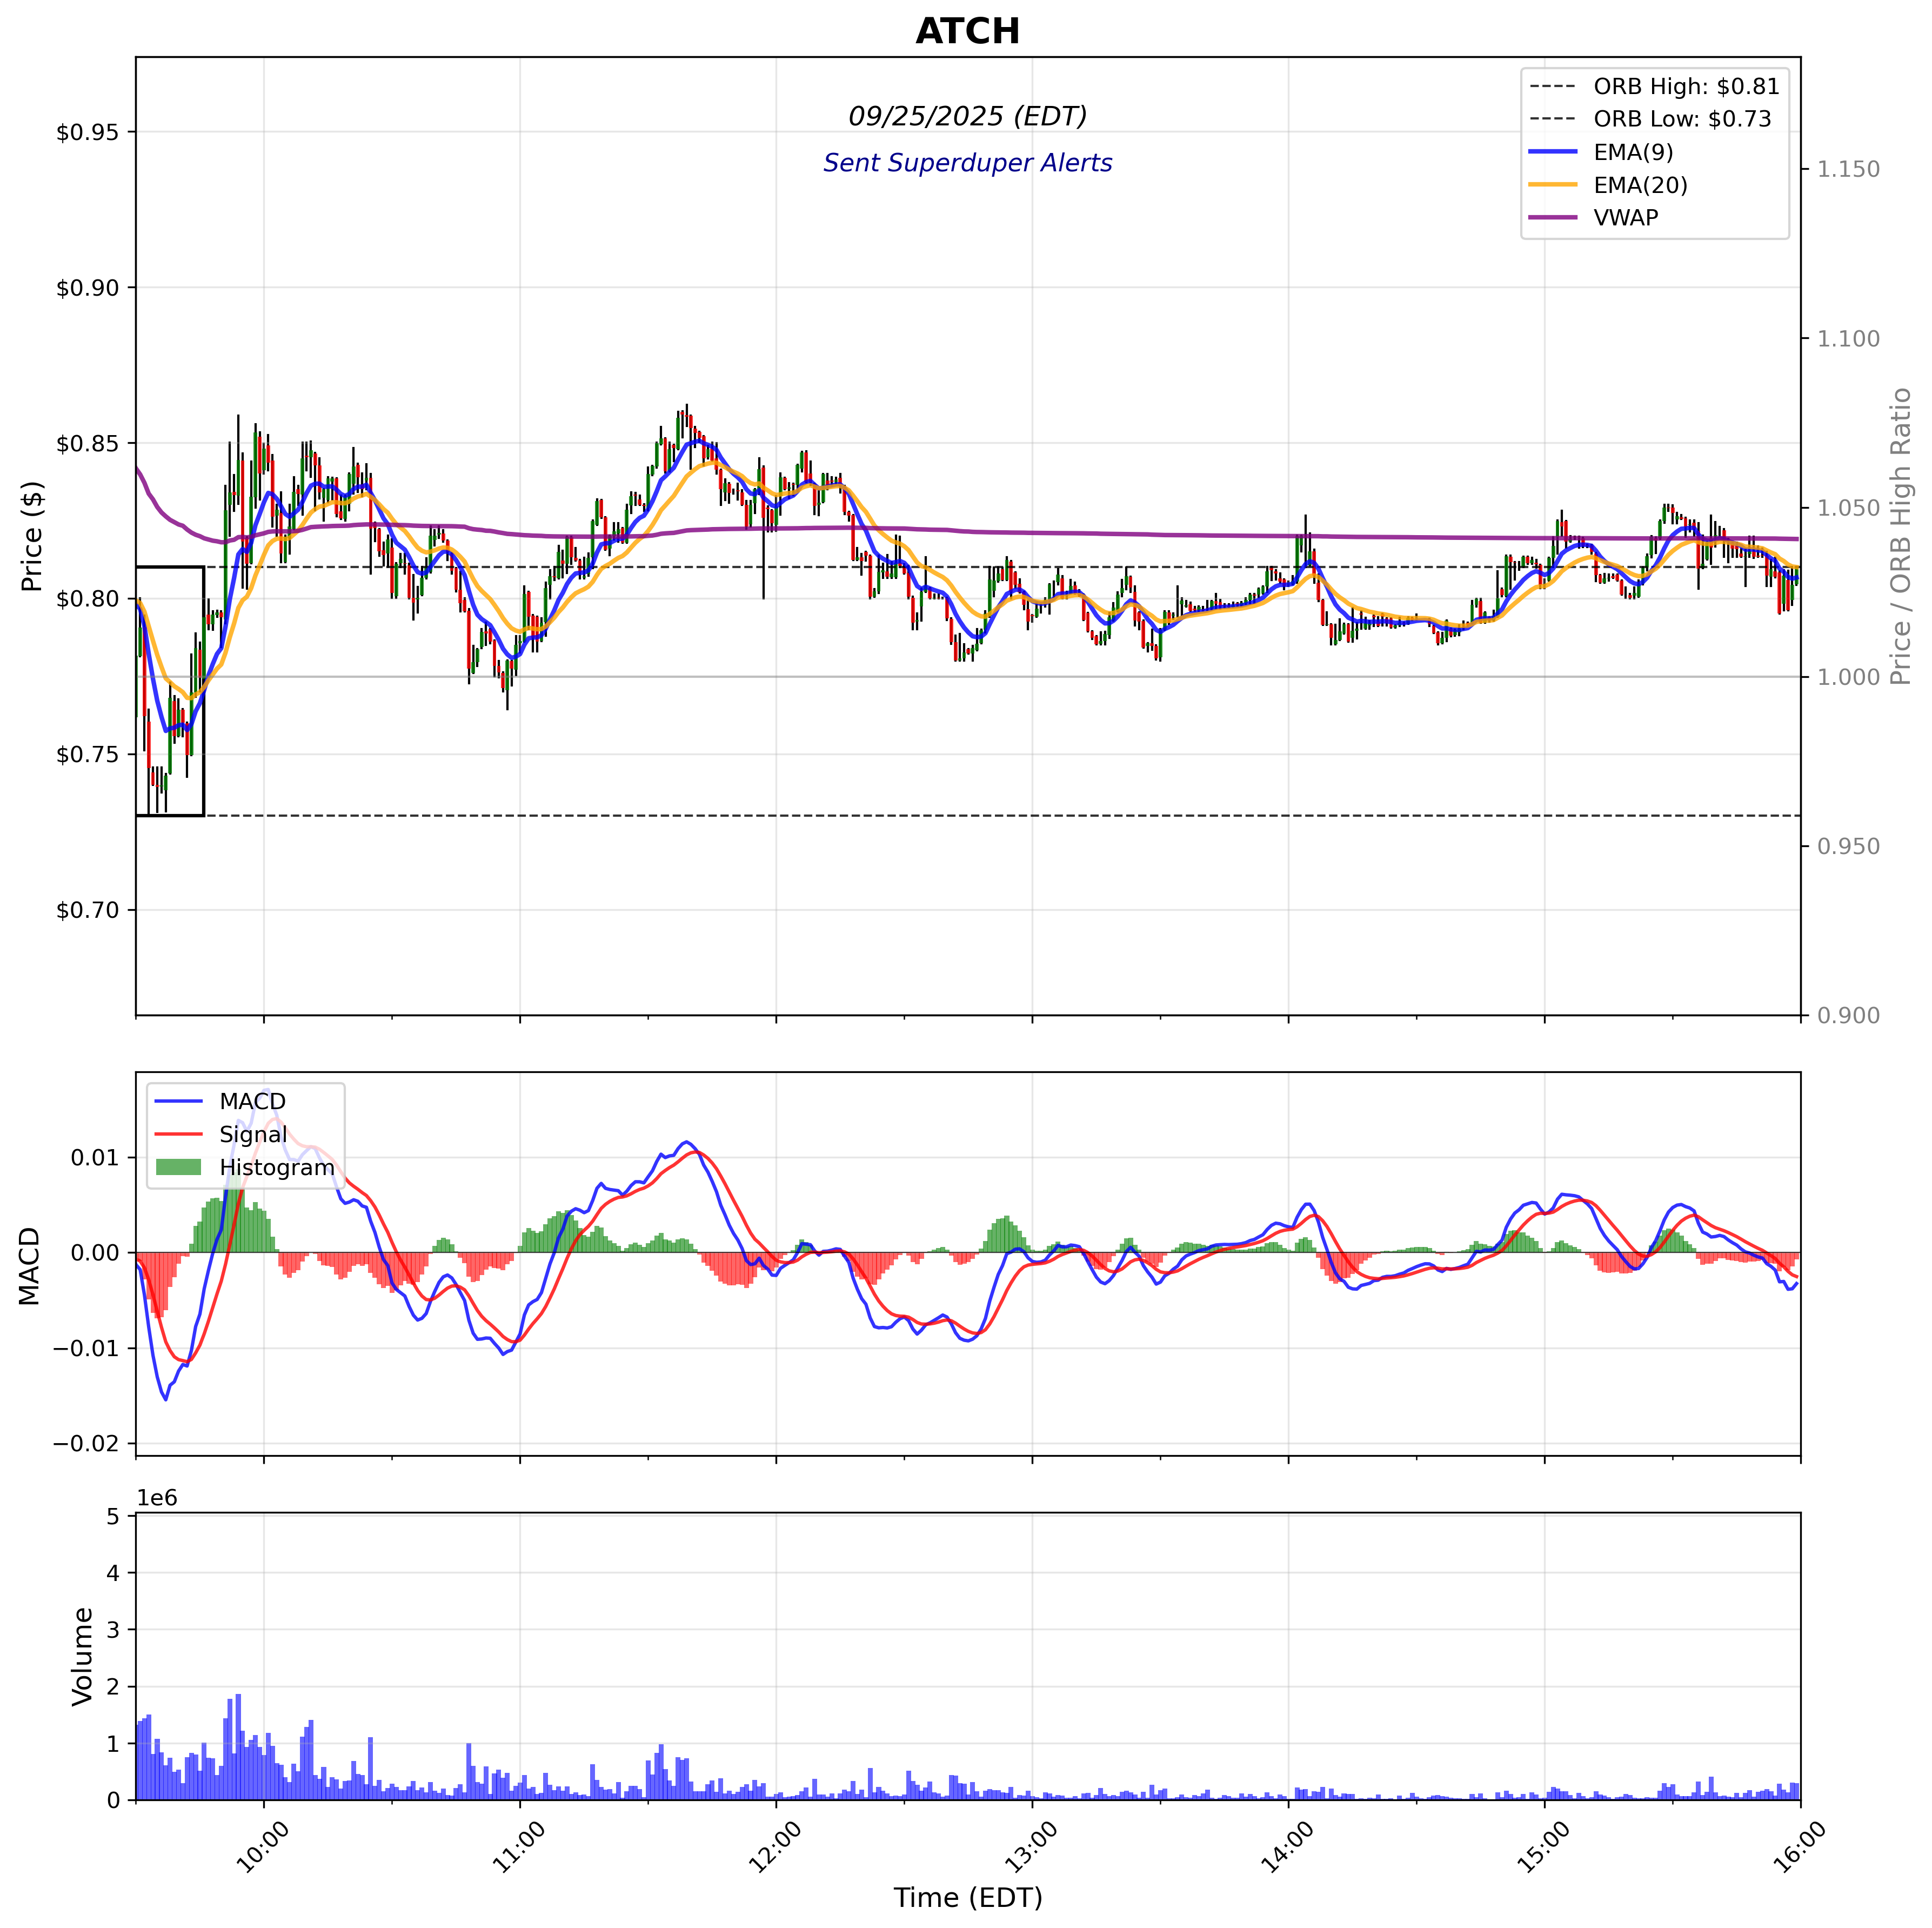 ATCH
09/25/2025 (EDT)
Sent Superduper Alerts
ORB High: $0.81
ORB Low: $0.73
EMA(9)
EMA(20)
VWAP
Price ($)
$0.95
$0.90
$0.85
$0.80
$0.75
$0.70
Price / ORB High Ratio
1.150
1.100
1.050
1.000
0.950
0.900
MACD
Signal
Histogram
MACD
0.01
0.00
−0.01
−0.02
1e6
Volume
5
4
3
2
1
0
10:00
11:00
12:00
13:00
14:00
15:00
16:00
Time (EDT)